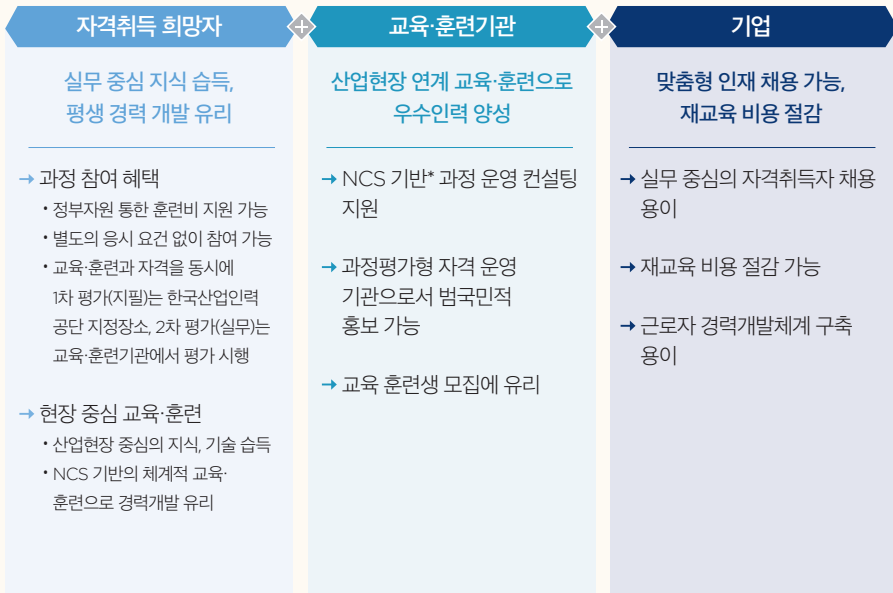 자격취득 희망자
실무 중심 지식 습득,
평생 경력 개발 유리
→ 과정 참여 혜택
• 정부자원 통한 훈련비 지원 가능
• 별도의 응시 요건 없이 참여 가능
• 교육·훈련과 자격을 동시에
1차 평가(지필)는 한국산업인력
공단 지정장소, 2차 평가(실무)는
교육·훈련기관에서 평가 시행
→ 현장 중심 교육·훈련
• 산업현장 중심의 지식, 기술 습득
• NCS 기반의 체계적 교육·
훈련으로 경력개발 유리
교육·훈련기관
산업현장 연계 교육·훈련으로
우수인력 양성
→ NCS 기반* 과정 운영 컨설팅
지원
→ 과정평가형 자격 운영
기관으로서 범국민적
홍보 가능
→ 교육 훈련생 모집에 유리
기업
맞춤형 인재 채용 가능,
재교육 비용 절감
→ 실무 중심의 자격취득자 채용
용이
→ 재교육 비용 절감 가능
→ 근로자 경력개발체계 구축
용이